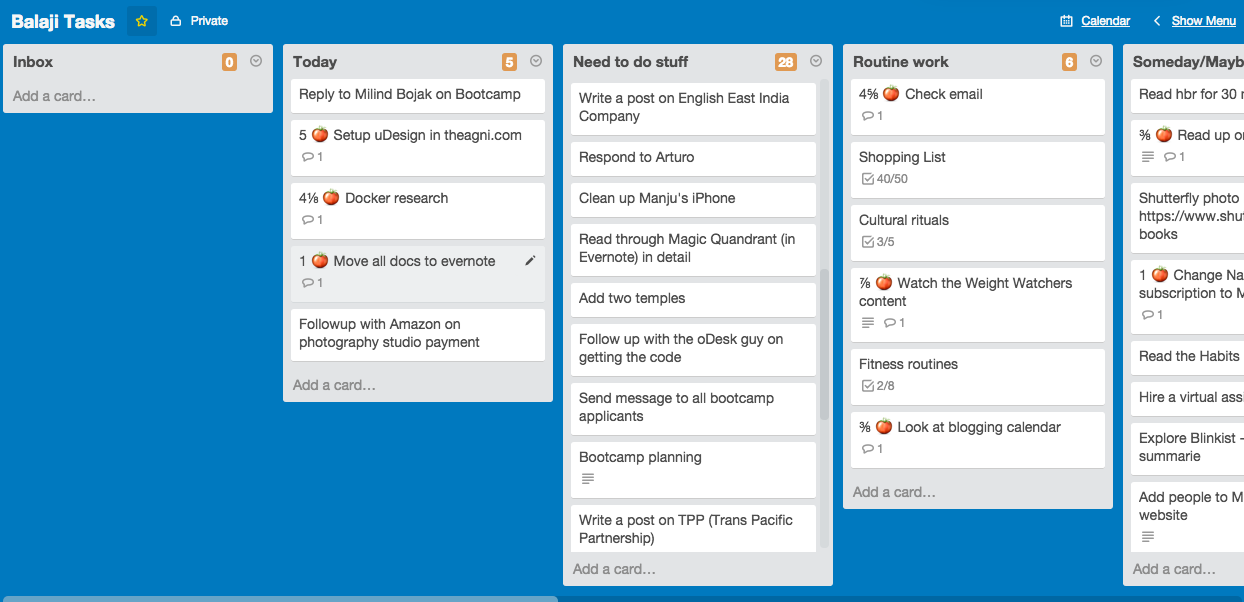 Balaji Tasks
Private
Calendar
Show Menu
Inbox
0
Add a card…
Today
5
Reply to Milind Bojak on Bootcamp
5 🍅 Setup uDesign in theagni.com
1
4⅛ 🍅 Docker research
1
1 🍅 Move all docs to evernote
1
Followup with Amazon on
photography studio payment
Add a card…
Need to do stuff
28
Write a post on English East India
Company
Respond to Arturo
Clean up Manju's iPhone
Read through Magic Quandrant (in
Evernote) in detail
Add two temples
Follow up with the oDesk guy on
getting the code
Send message to all bootcamp
applicants
Bootcamp planning
Write a post on TPP (Trans Pacific
Partnership)
Add a card…
Routine work
6
🍅 Check email
1
Shopping List
40/50
Cultural rituals
3/5
⅞ 🍅 Watch the Weight Watchers
content
1
Fitness routines
2/8
⅜ 🍅 Look at blogging calendar
1
Add a card…
Someday/Mayb
Read hbr for 30
⅜ 🍅 Read up
1
Shutterfly photo
https://www.shut
books
1 🍅 Change Na
subscription to M
1
Read the Habits
Hire a virtual assi
Explore Blinkist -
summarie
Add people to M
website
Add a card…